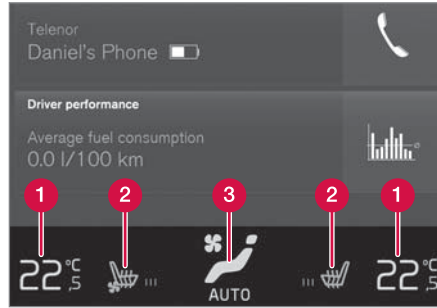 Telenor
Daniel's Phone
Driver performance
Average fuel consumption
0.0 l/100 km
1 2 3 2 1
22°C,5 22°C,5
AUTO